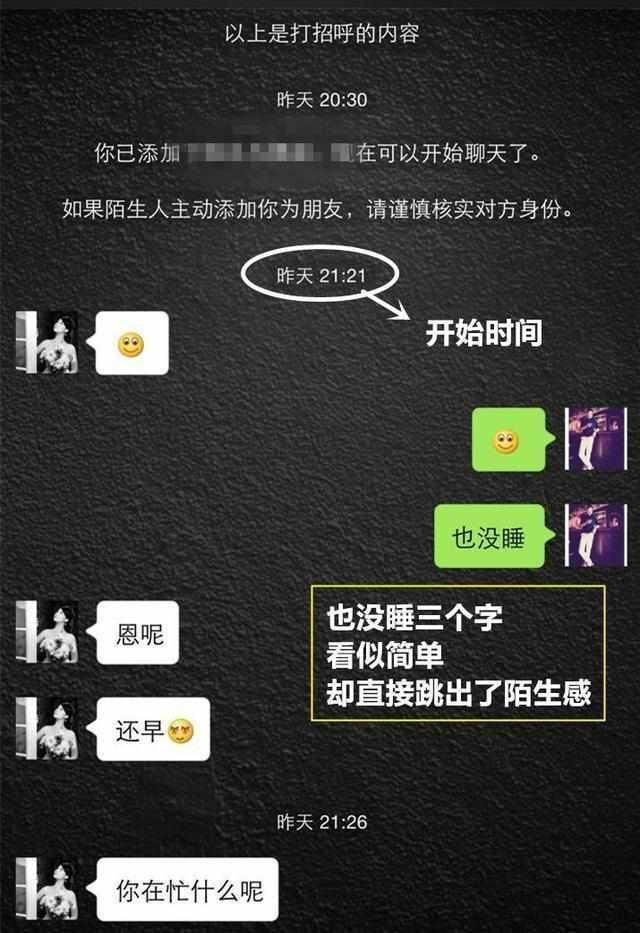 以上是打招呼的内容
昨天 20:30
你已添加 现在可以开始聊天了。
如果陌生人主动添加你为朋友，请谨慎核实对方身份。
昨天 21:21
开始时间
也没睡
恩呢
也没睡三个字
看似简单
却直接跳出了陌生感
还早
昨天 21:26
你在忙什么呢